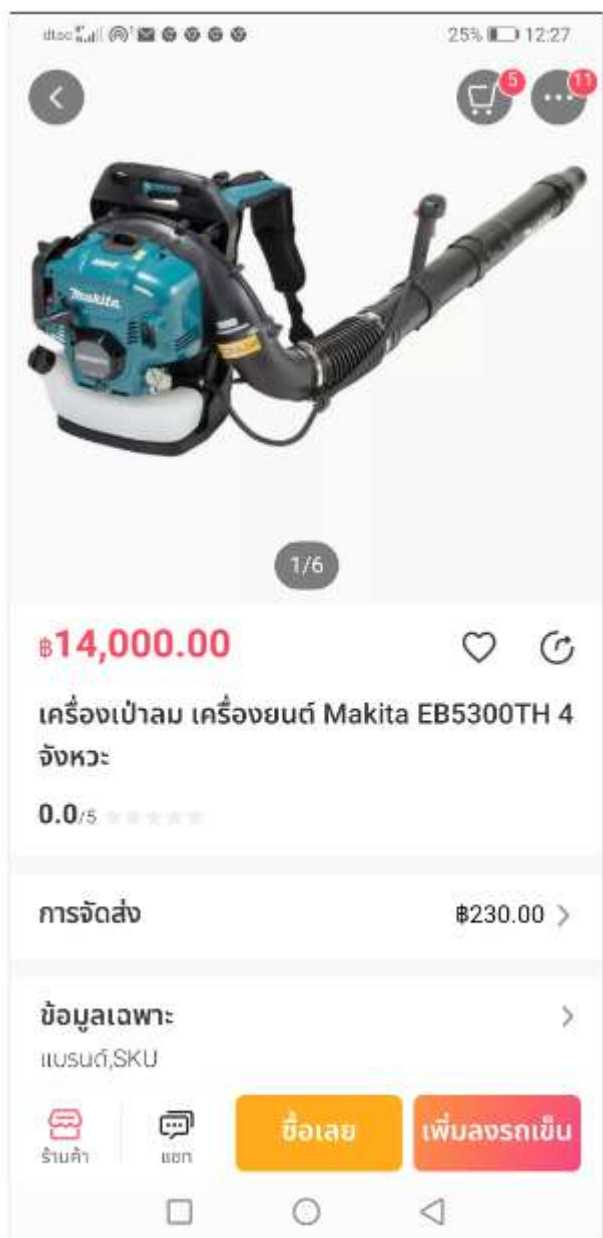 dtac 25% 12:27
5 11
Makita
1/6
฿14,000.00
เครื่องเป่าลม เครื่องยนต์ Makita EB5300TH 4
จังหวะ
0.0/5
การจัดส่ง ฿230.00
ข้อมูลเฉพาะ
แบรนด์,SKU
ร้านค้า แชท ซื้อเลย เพิ่มลงรถเข็น